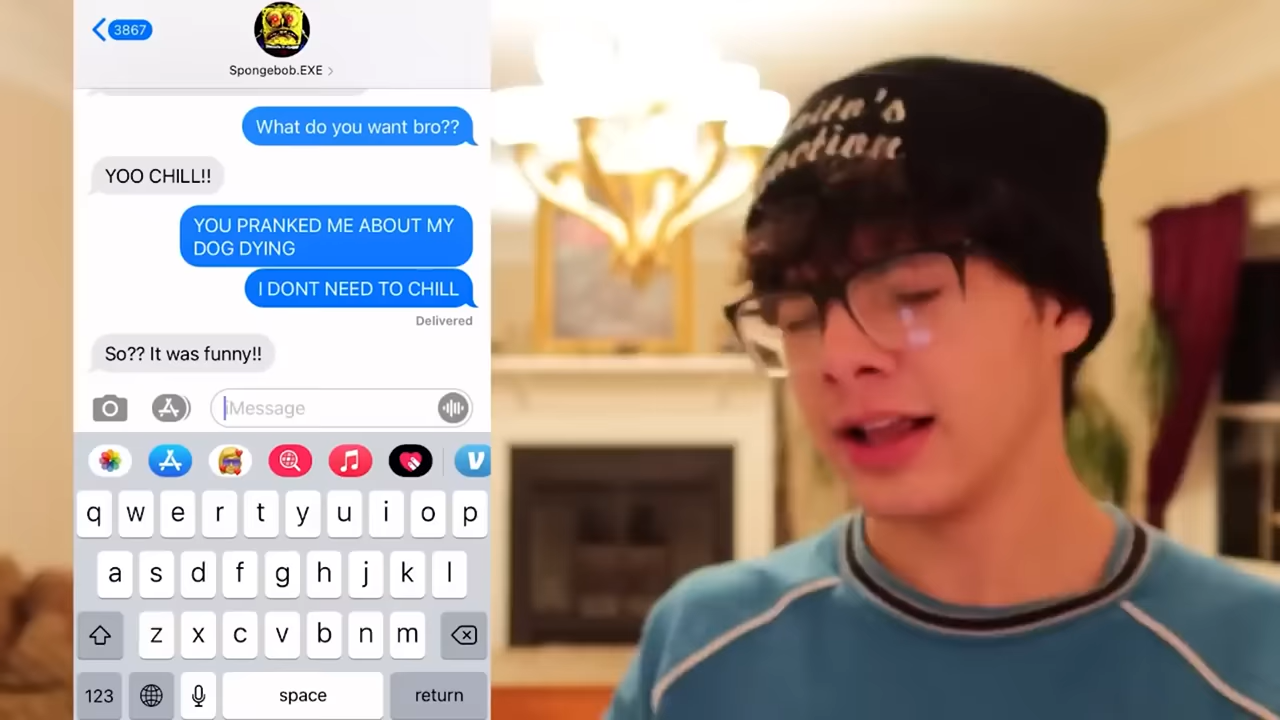 3867
Spongebob.EXE
What do you want bro??
YOO CHILL!!
YOU PRANKED ME ABOUT MY
DOG DYING
I DONT NEED TO CHILL
Delivered
So?? It was funny!!
iMessage
q w e r t y u i o p
a s d f g h j k l
z x c v b n m
123 space return